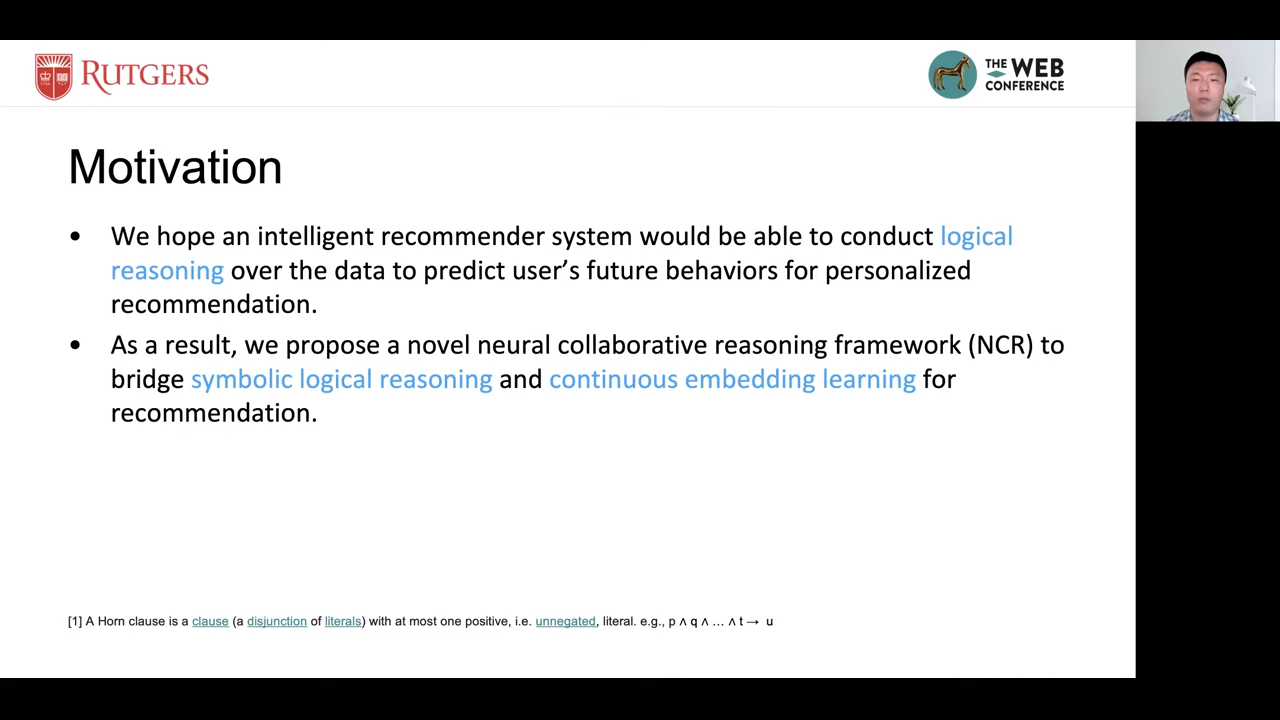 RUTGERS
THE WEB
CONFERENCE
Motivation
• We hope an intelligent recommender system would be able to conduct logical
reasoning over the data to predict user’s future behaviors for personalized
recommendation.
• As a result, we propose a novel neural collaborative reasoning framework (NCR) to
bridge symbolic logical reasoning and continuous embedding learning for
recommendation.
[1] A Horn clause is a clause (a disjunction of literals) with at most one positive, i.e. unnegated, literal. e.g., p ∧ q ∧ … ∧ t → u